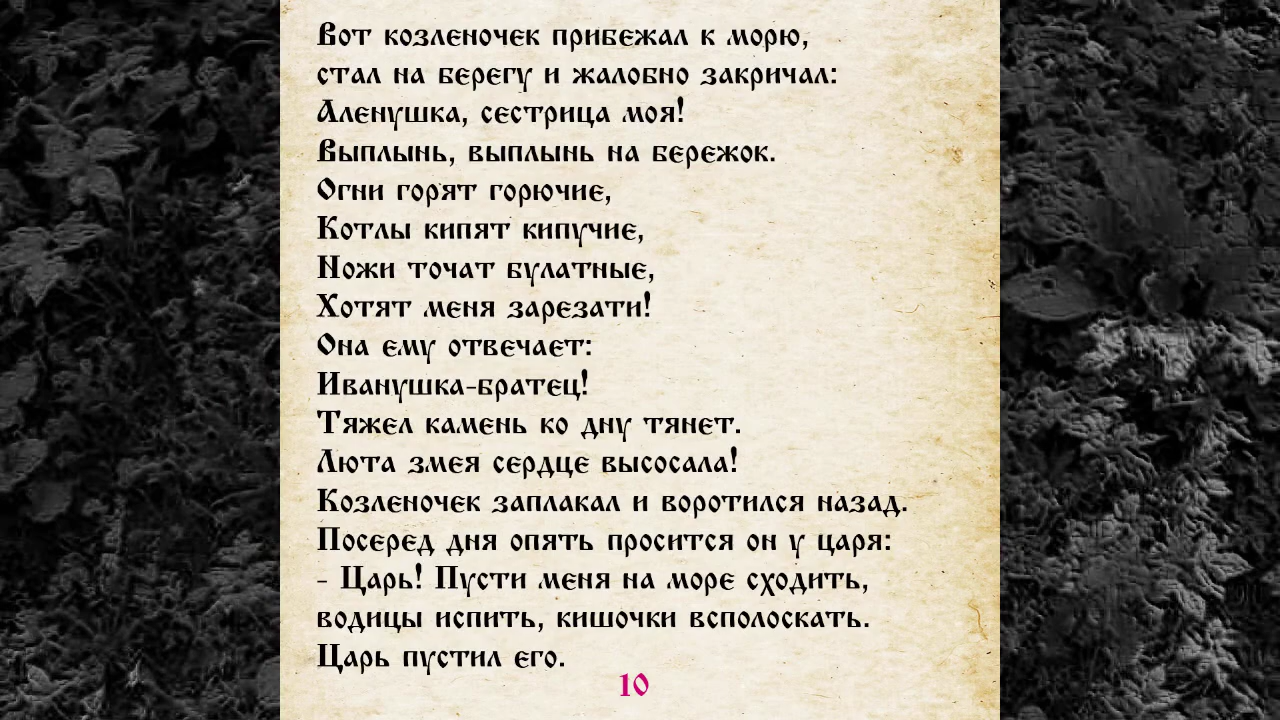 Вот козленочек прибежал к морю,
стал на берегу и жалобно закричал:
Аленушка, сестрица моя!
Выплынь, выплынь на бережок.
Огни горят горючие,
Котлы кипят кипучие,
Ножи точат булатные,
Хотят меня зарезати!
Она ему отвечает:
Иванушка-братец!
Тяжел камень ко дну тянет.
Люта змея сердце высосала!
Козленочек заплакал и воротился назад.
Посеред дня опять просится он у царя:
- Царь! Пусти меня на море сходить,
водицы испить, кишочки всполоскать.
Царь пустил его.
10